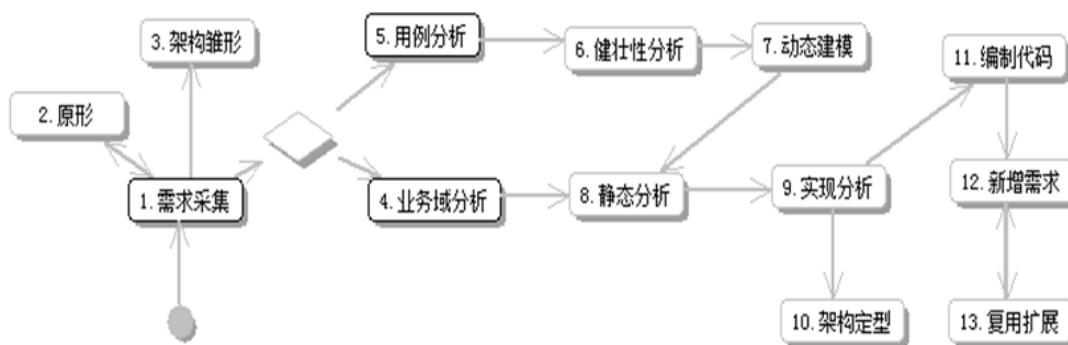 1. 需求采集
2. 原形
3. 架构雏形
4. 业务域分析
5. 用例分析
6. 健壮性分析
7. 动态建模
8. 静态分析
9. 实现分析
10. 架构定型
11. 编制代码
12. 新增需求
13. 复用扩展